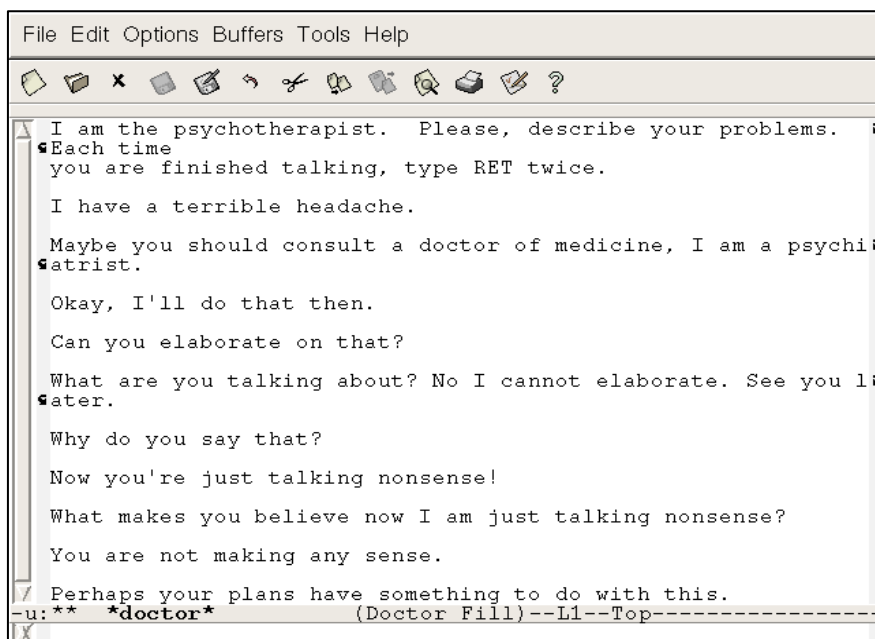 File Edit Options Buffers Tools Help
I am the psychotherapist.  Please, describe your problems.
Each time
you are finished talking, type RET twice.
I have a terrible headache.
Maybe you should consult a doctor of medicine, I am a psychi
atrist.
Okay, I'll do that then.
Can you elaborate on that?
What are you talking about? No I cannot elaborate. See you l
ater.
Why do you say that?
Now you're just talking nonsense!
What makes you believe now I am just talking nonsense?
You are not making any sense.
Perhaps your plans have something to do with this.
-u:**  *doctor*          (Doctor Fill)--L1--Top-----------------